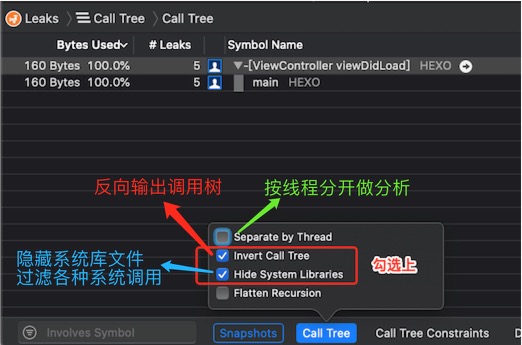 Leaks 〉 Call Tree 〉 Call Tree
Bytes Used # Leaks Symbol Name
160 Bytes 100.0% 5 ▼-[ViewController viewDidLoad] HEXO
160 Bytes 100.0% 5 main HEXO
反向输出调用树
按线程分开做分析
Separate by Thread
隐藏系统库文件
过滤各种系统调用
Invert Call Tree
Hide System Libraries
勾选上
Flatten Recursion
Involves Symbol Snapshots Call Tree Call Tree Constraints D